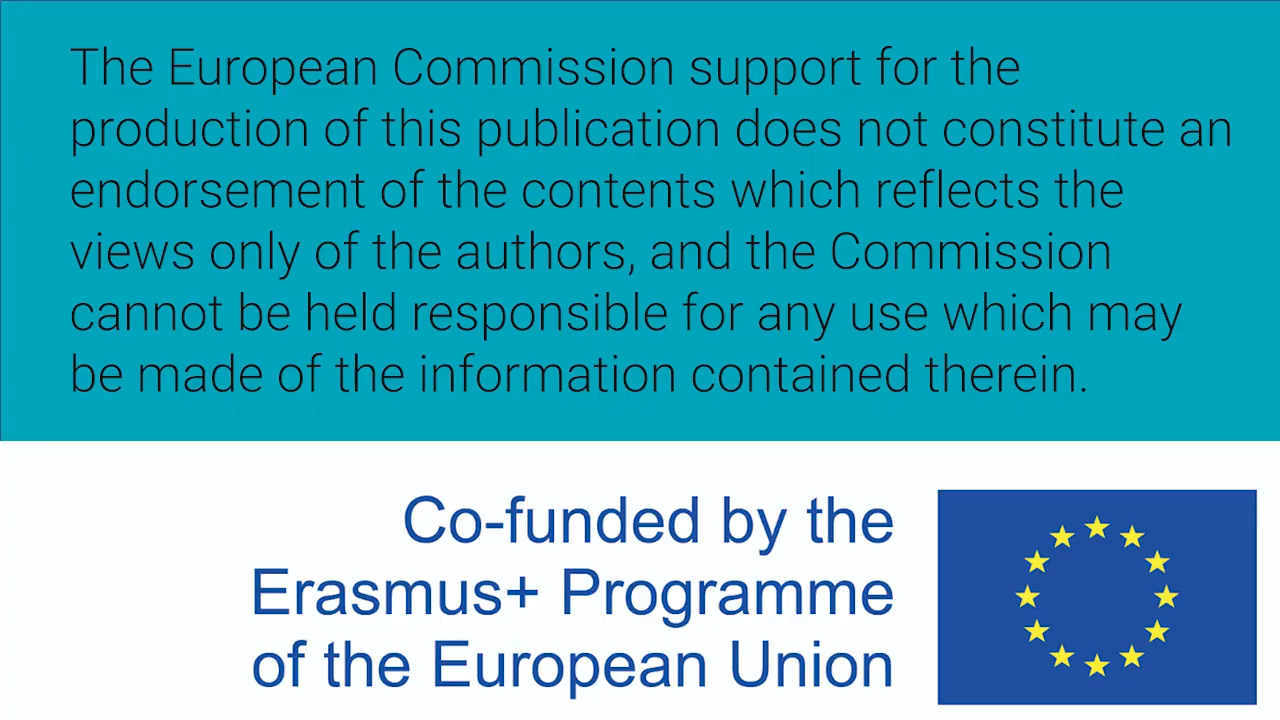 The European Commission support for the
production of this publication does not constitute an
endorsement of the contents which reflects the
views only of the authors, and the Commission
cannot be held responsible for any use which may
be made of the information contained therein.
Co-funded by the
Erasmus+ Programme
of the European Union